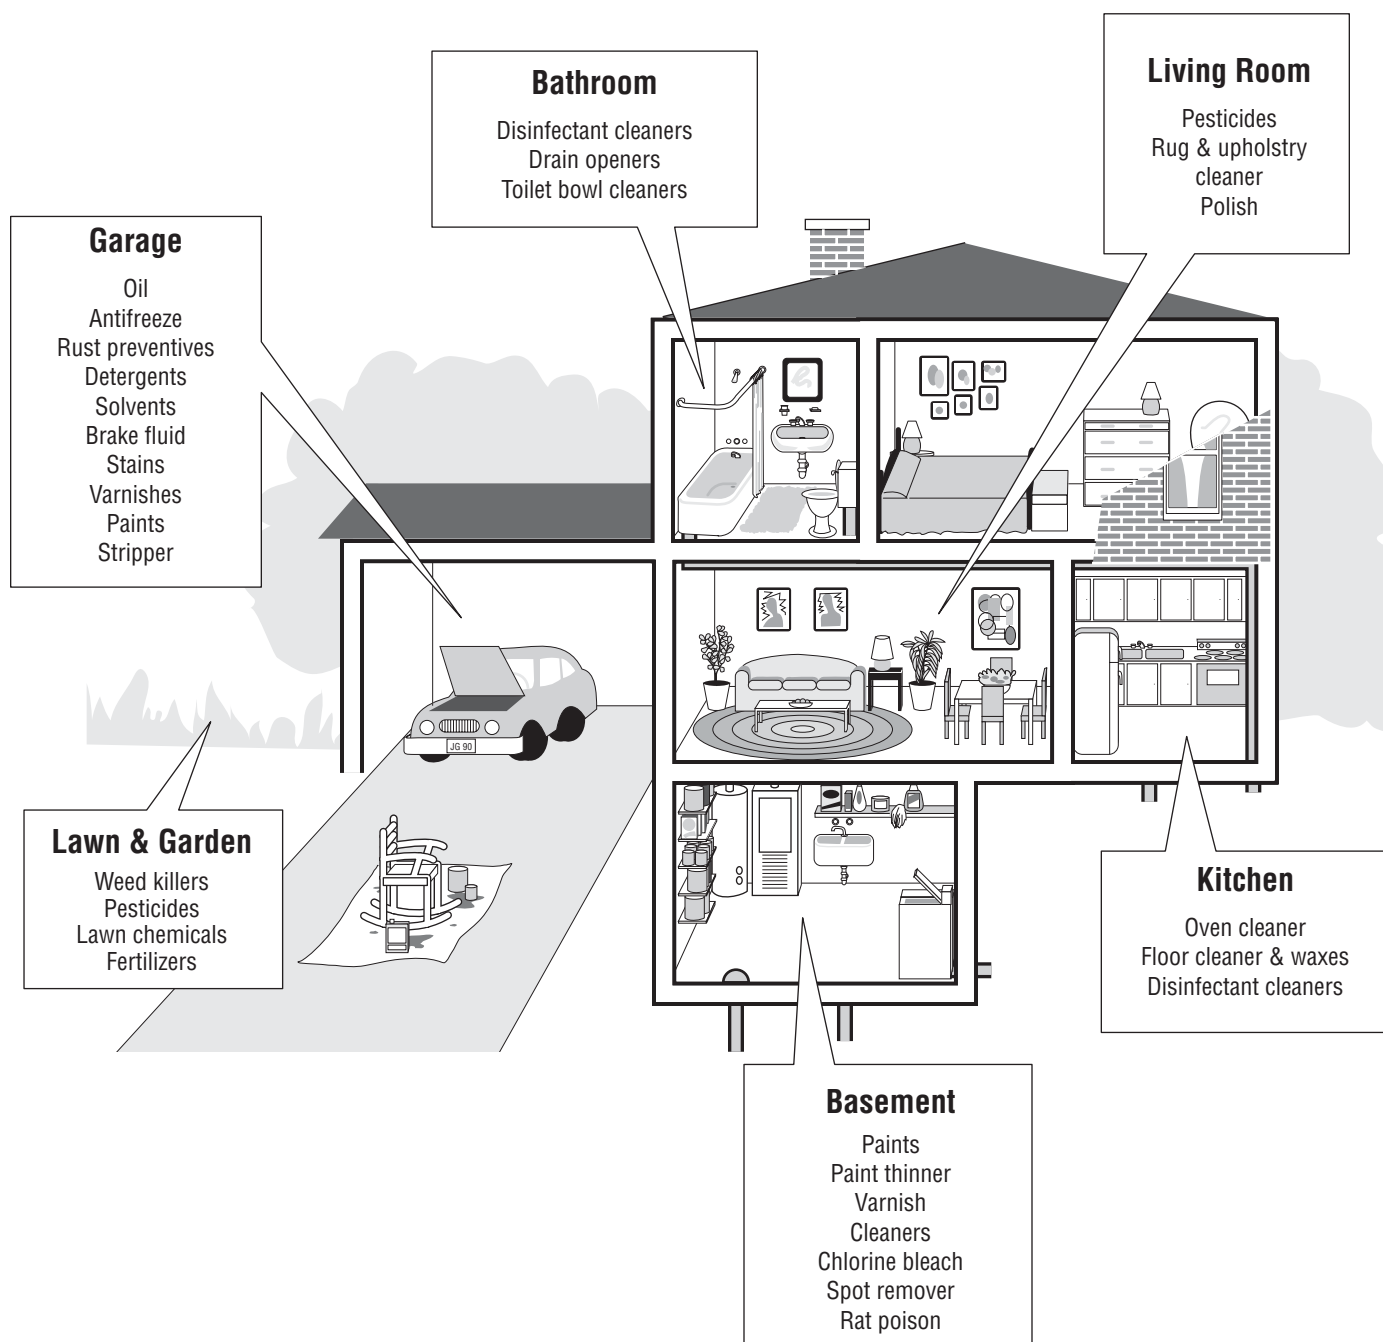 Bathroom
Disinfectant cleaners
Drain openers
Toilet bowl cleaners
Living Room
Pesticides
Rug & upholstry
cleaner
Polish
Garage
Oil
Antifreeze
Rust preventives
Detergents
Solvents
Brake fluid
Stains
Varnishes
Paints
Stripper
JG 90
Lawn & Garden
Weed killers
Pesticides
Lawn chemicals
Fertilizers
Kitchen
Oven cleaner
Floor cleaner & waxes
Disinfectant cleaners
Basement
Paints
Paint thinner
Varnish
Cleaners
Chlorine bleach
Spot remover
Rat poison